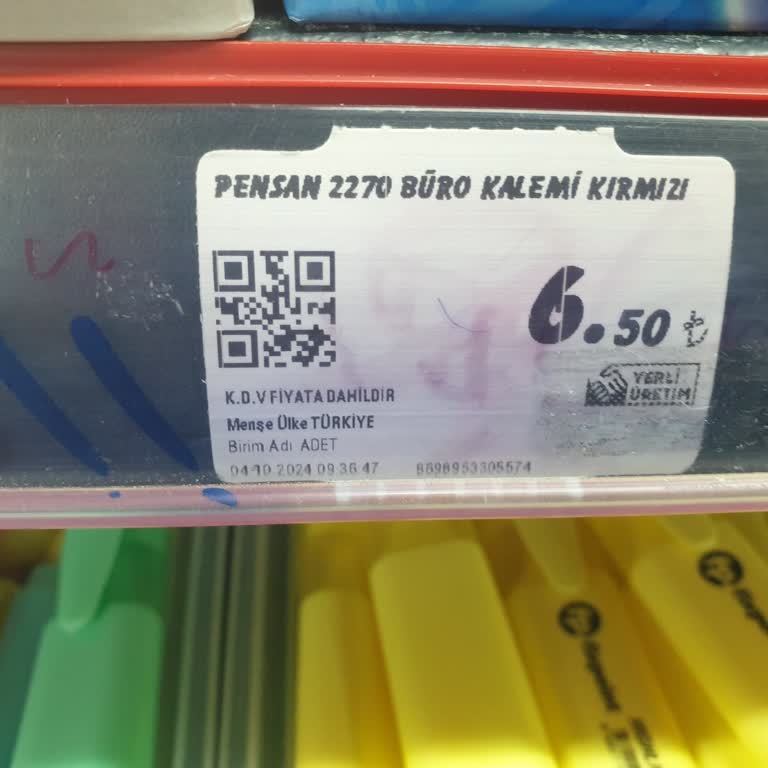 PENSAN 2270 BÜRO KALEMİ KIRMIZI
6.50 ₺
YERLİ
ÜRETİM
K.D.V FİYATA DAHİLDİR
Menşe Ülke TÜRKİYE
Birim Adı ADET
04 10 2024 09 36 47 8698953305574